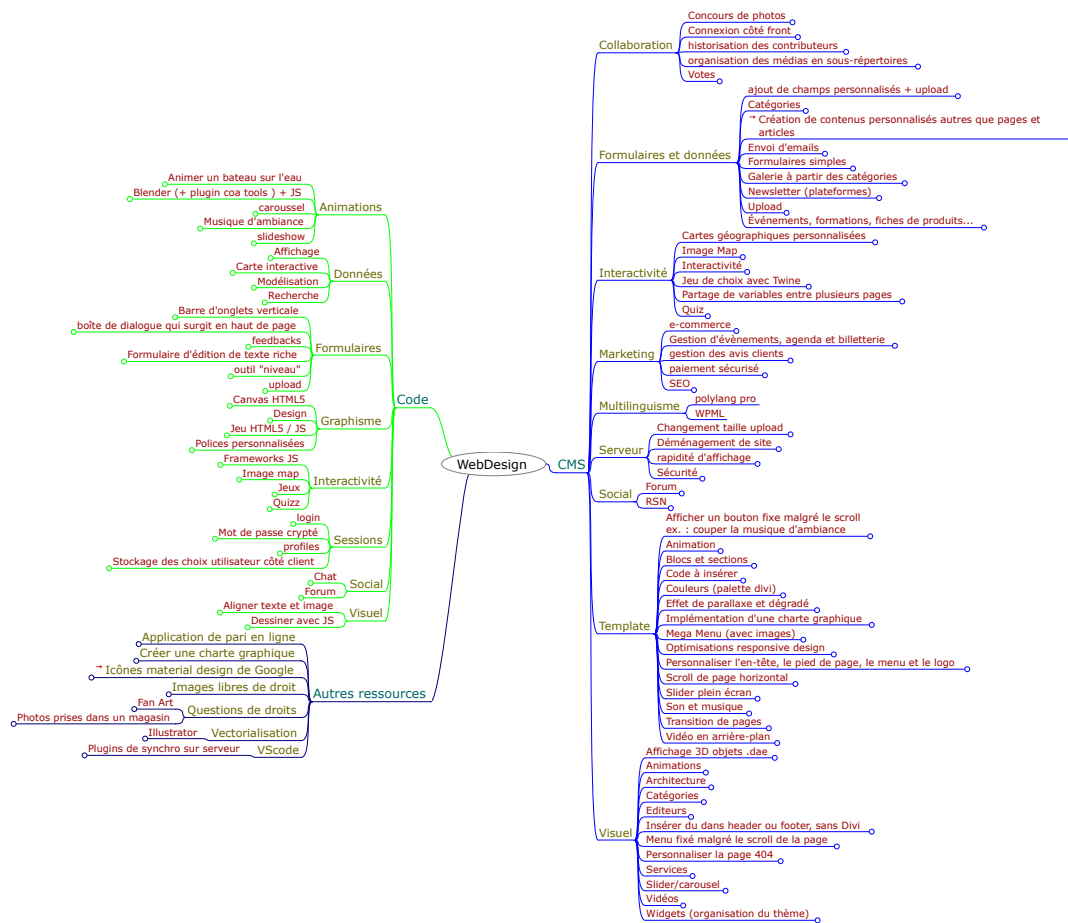 WebDesign
CMS
Collaboration
Concours de photos
Connexion côté front
historisation des contributeurs
organisation des médias en sous-répertoires
Votes
Formulaires et données
ajout de champs personnalisés + upload
Catégories
→ Création de contenus personnalisés autres que pages et
articles
Envoi d'emails
Formulaires simples
Galerie à partir des catégories
Newsletter (plateformes)
Upload
Événements, formations, fiches de produits...
Interactivité
Cartes géographiques personnalisées
Image Map
Interactivité
Jeu de choix avec Twine
Partage de variables entre plusieurs pages
Quiz
Marketing
e-commerce
Gestion d'évènements, agenda et billetterie
gestion des avis clients
paiement sécurisé
SEO
Multilinguisme
polylang pro
WPML
Serveur
Changement taille upload
Déménagement de site
rapidité d'affichage
Sécurité
Social
Forum
RSN
Template
Afficher un bouton fixe malgré le scroll
ex. : couper la musique d'ambiance
Animation
Blocs et sections
Code à insérer
Couleurs (palette divi)
Effet de parallaxe et dégradé
Implémentation d'une charte graphique
Mega Menu (avec images)
Optimisations responsive design
Personnaliser l'en-tête, le pied de page, le menu et le logo
Scroll de page horizontal
Slider plein écran
Son et musique
Transition de pages
Vidéo en arrière-plan
Visuel
Affichage 3D objets .dae
Animations
Architecture
Catégories
Editeurs
Insérer du dans header ou footer, sans Divi
Menu fixé malgré le scroll de la page
Personnaliser la page 404
Services
Slider/carousel
Vidéos
Widgets (organisation du thème)
Code
Animations
Animer un bateau sur l'eau
Blender (+ plugin coa tools ) + JS
caroussel
Musique d'ambiance
slideshow
Données
Affichage
Carte interactive
Modélisation
Recherche
Formulaires
Barre d'onglets verticale
boîte de dialogue qui surgit en haut de page
feedbacks
Formulaire d'édition de texte riche
outil "niveau"
upload
Graphisme
Canvas HTML5
Design
Jeu HTML5 / JS
Polices personnalisées
Interactivité
Frameworks JS
Image map
Jeux
Quizz
Sessions
login
Mot de passe crypté
profiles
Stockage des choix utilisateur côté client
Social
Chat
Forum
Visuel
Aligner texte et image
Dessiner avec JS
Autres ressources
Application de pari en ligne
Créer une charte graphique
→ Icônes material design de Google
Images libres de droit
Questions de droits
Fan Art
Photos prises dans un magasin
Vectorialisation
Illustrator
VScode
Plugins de synchro sur serveur